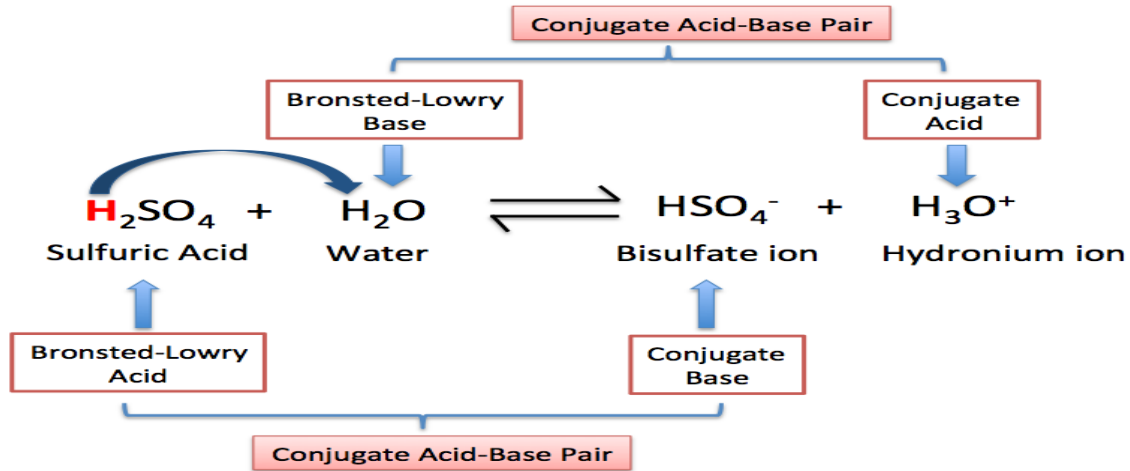 Conjugate Acid-Base Pair
Bronsted-Lowry
Base
Conjugate
Acid
H₂SO₄ + H₂O ⇌ HSO₄⁻ + H₃O⁺
Sulfuric Acid Water Bisulfate ion Hydronium ion
Bronsted-Lowry
Acid
Conjugate
Base
Conjugate Acid-Base Pair